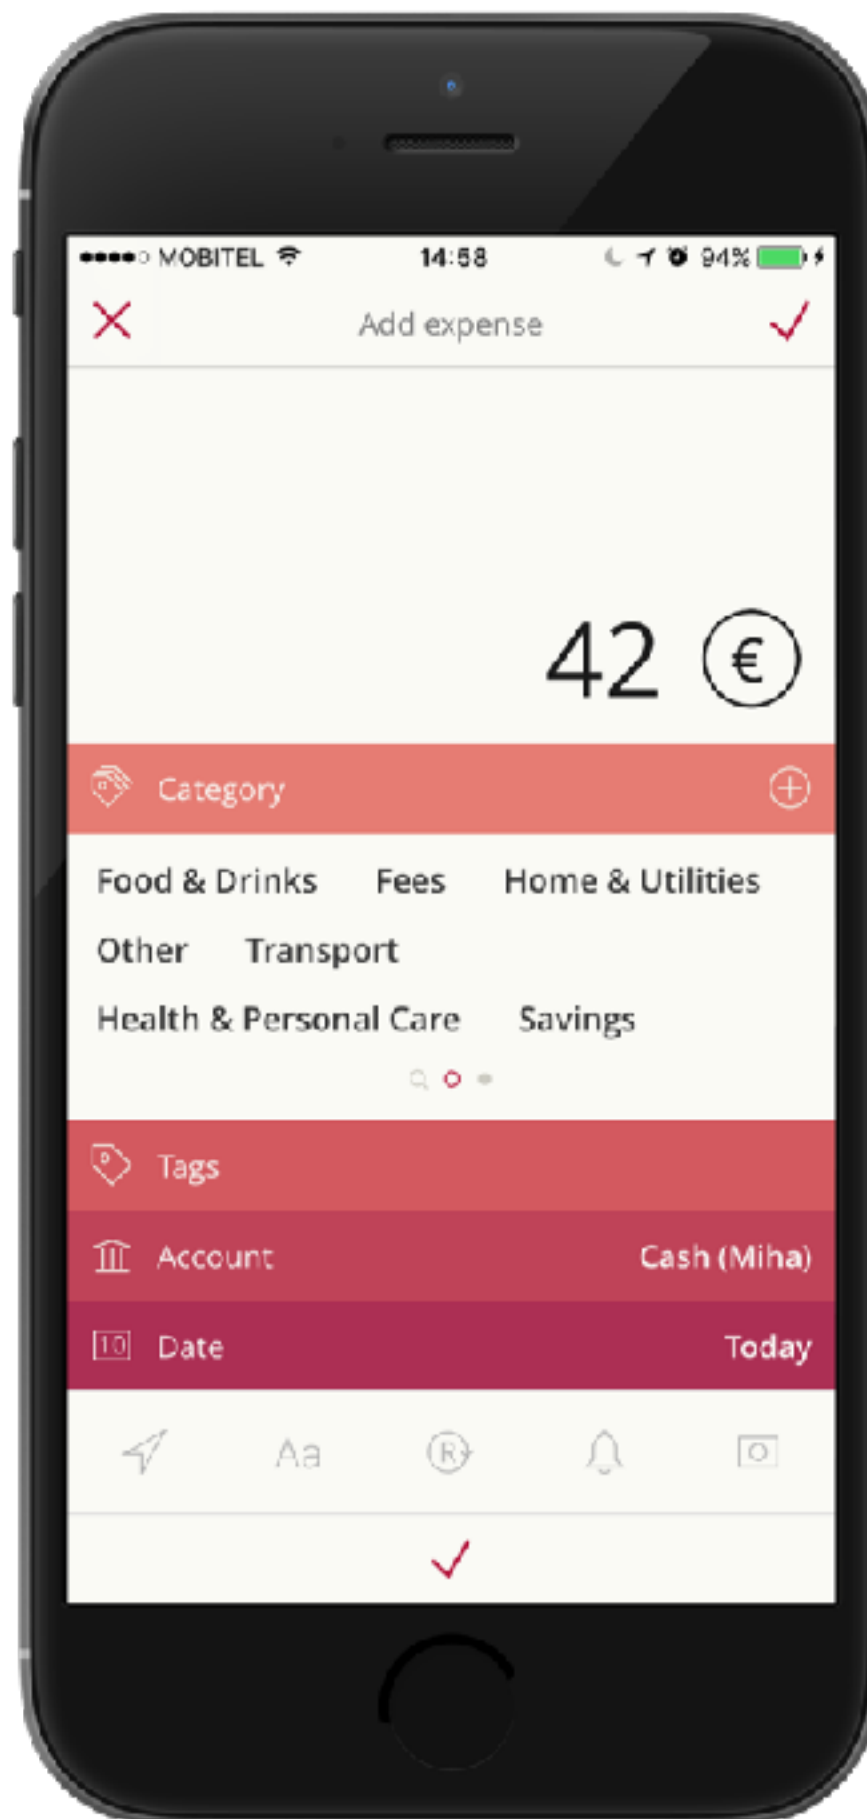 MOBITEL 14:58 94%
Add expense
42 €
Category
Food & Drinks Fees Home & Utilities
Other Transport
Health & Personal Care Savings
Tags
Account Cash (Miha)
10 Date Today
Aa R